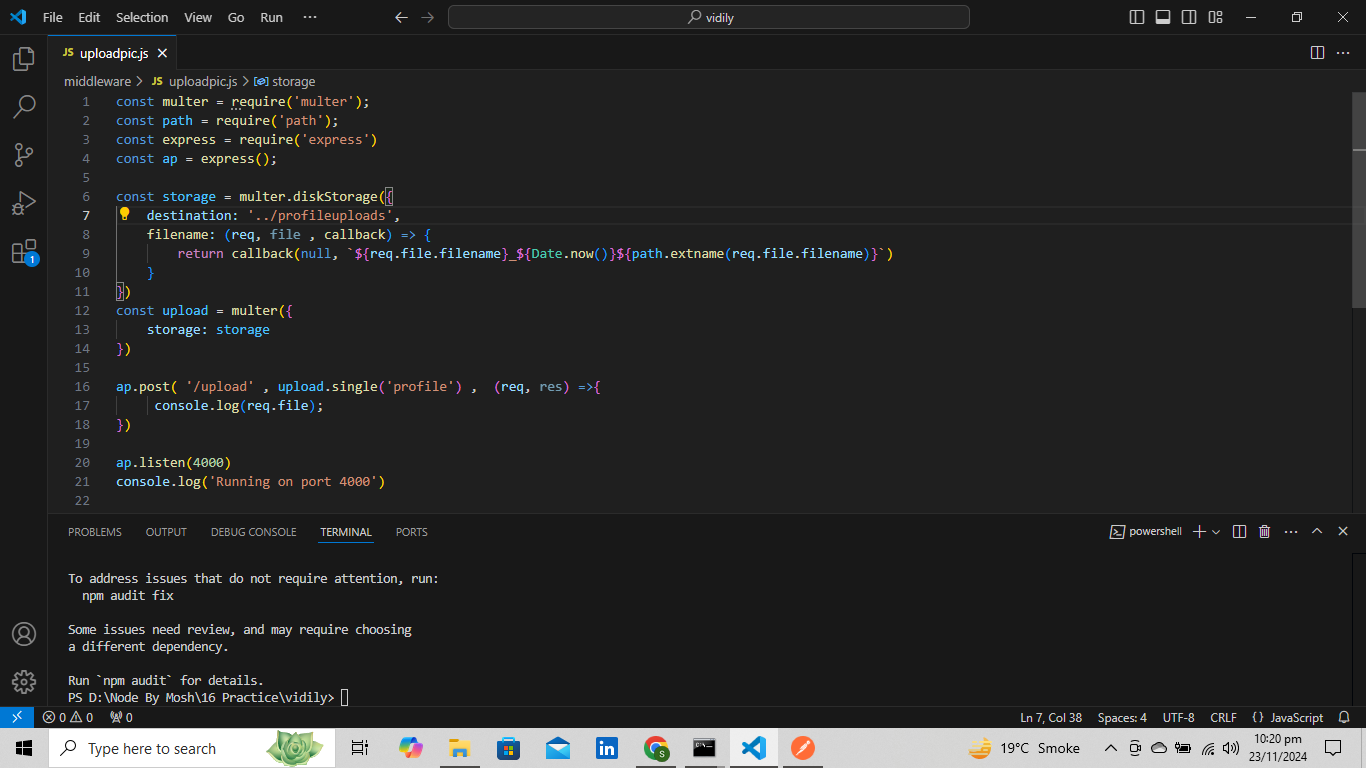 File Edit Selection View Go Run ···
vidily
JS uploadpic.js
middleware > JS uploadpic.js > storage
1 const multer = require('multer');
2 const path = require('path');
3 const express = require('express')
4 const ap = express();
5
6 const storage = multer.diskStorage({
7 destination: '../profileuploads',
8 filename: (req, file , callback) => {
9 return callback(null, `${req.file.filename}_${Date.now()}${path.extname(req.file.filename)}`)
10 }
11 })
12 const upload = multer({
13 storage: storage
14 })
15
16 ap.post( '/upload' , upload.single('profile') ,  (req, res) =>{
17 console.log(req.file);
18 })
19
20 ap.listen(4000)
21 console.log('Running on port 4000')
22
PROBLEMS OUTPUT DEBUG CONSOLE TERMINAL PORTS
powershell
To address issues that do not require attention, run:
npm audit fix
Some issues need review, and may require choosing
a different dependency.
Run `npm audit` for details.
PS D:\Node By Mosh\16 Practice\vidily>
1
0 0 0
Ln 7, Col 38 Spaces: 4 UTF-8 CRLF {} JavaScript
Type here to search
19°C Smoke
10:20 pm
23/11/2024